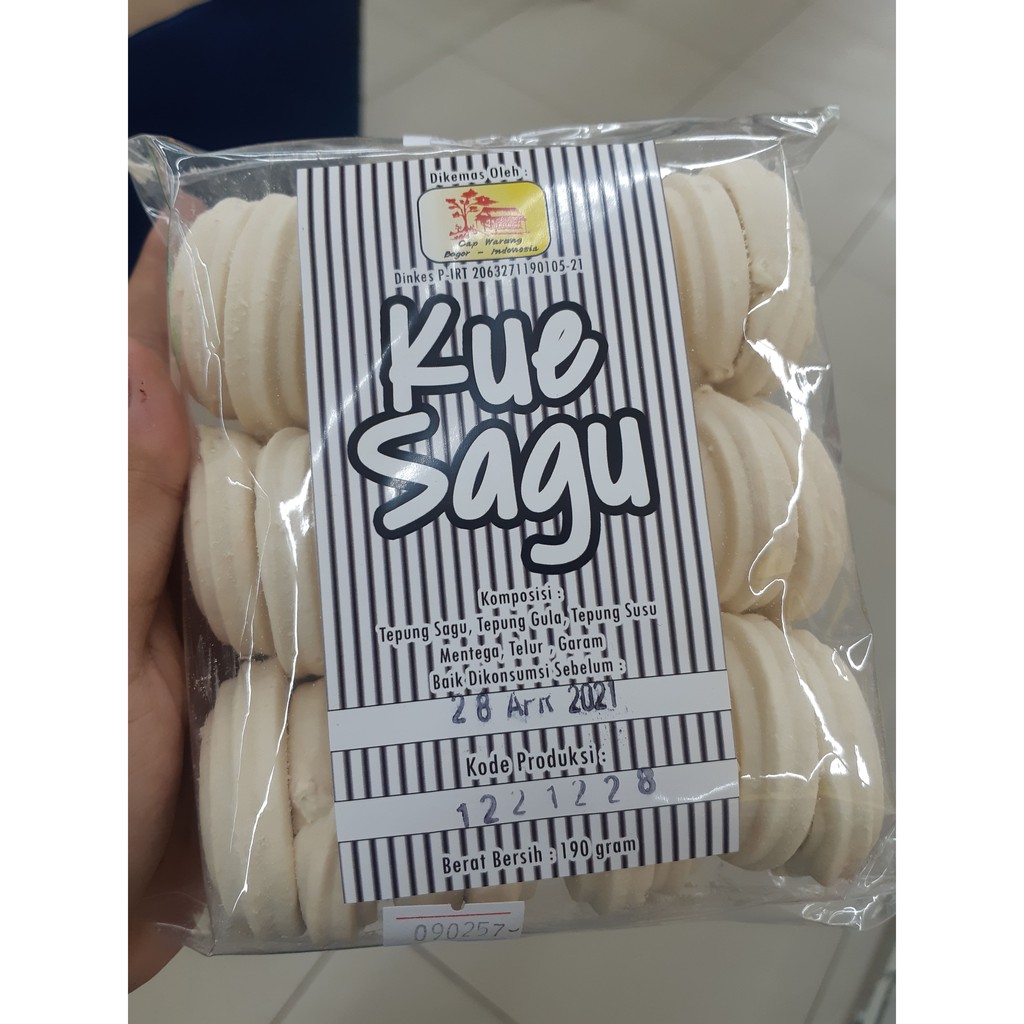 Dikemas Oleh :
Cap Warung
Bogor - Indonesia
Dinkes P-IRT 2063271190105-21
Kue
Sagu
Komposisi :
Tepung Sagu, Tepung Gula, Tepung Susu
Mentega, Telur , Garam
Baik Dikonsumsi Sebelum :
28 APR 2021
Kode Produksi :
1221228
Berat Bersih : 190 gram
090257-